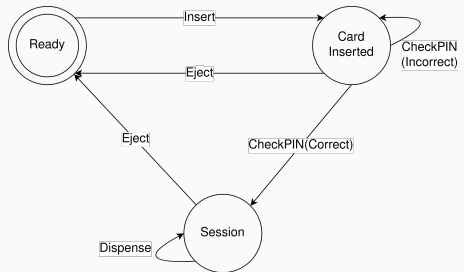 Insert
Ready
Card
Inserted
CheckPIN
(Incorrect)
Eject
Eject
CheckPIN(Correct)
Session
Dispense